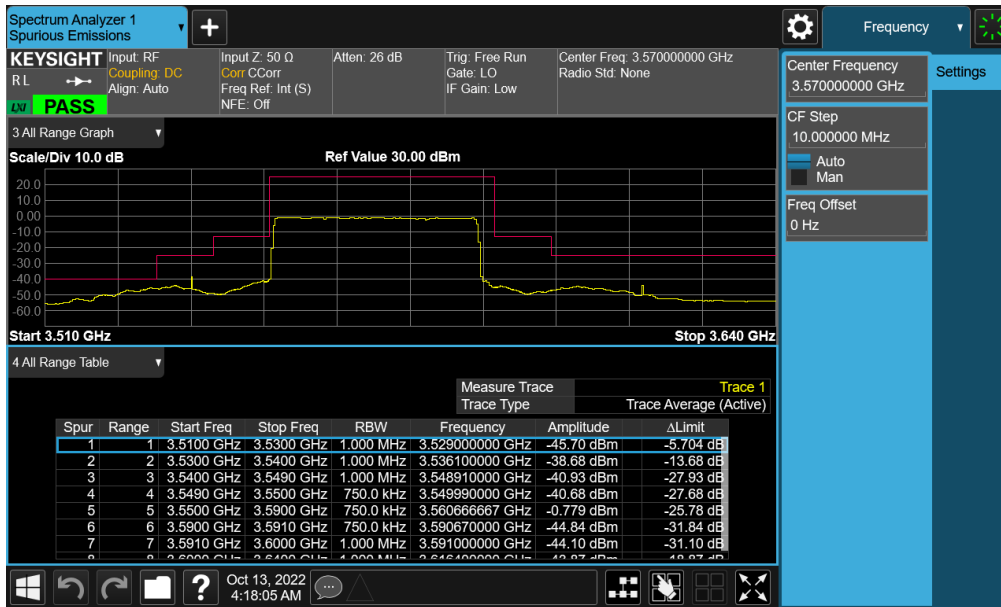 Spectrum Analyzer 1
Spurious Emissions
Frequency
KEYSIGHT
R L
LXI
PASS
Input: RF
Coupling: DC
Align: Auto
Input Z: 50 Ω
Corr CCorr
Freq Ref: Int (S)
NFE: Off
Atten: 26 dB
Trig: Free Run
Gate: LO
IF Gain: Low
Center Freq: 3.570000000 GHz
Radio Std: None
Center Frequency
3.570000000 GHz
Settings
CF Step
10.000000 MHz
Auto
Man
Freq Offset
0 Hz
3 All Range Graph
Scale/Div 10.0 dB
Ref Value 30.00 dBm
20.0
10.0
0.00
-10.0
-20.0
-30.0
-40.0
-50.0
-60.0
Start 3.510 GHz
Stop 3.640 GHz
4 All Range Table
Measure Trace Trace 1
Trace Type Trace Average (Active)
Spur Range Start Freq Stop Freq RBW Frequency Amplitude ΔLimit
1 1 3.5100 GHz 3.5300 GHz 1.000 MHz 3.529000000 GHz -45.70 dBm -5.704 dB
2 2 3.5300 GHz 3.5400 GHz 1.000 MHz 3.536100000 GHz -38.68 dBm -13.68 dB
3 3 3.5400 GHz 3.5490 GHz 1.000 MHz 3.548910000 GHz -40.93 dBm -27.93 dB
4 4 3.5490 GHz 3.5500 GHz 750.0 kHz 3.549990000 GHz -40.68 dBm -27.68 dB
5 5 3.5500 GHz 3.5900 GHz 750.0 kHz 3.560666667 GHz -0.779 dBm -25.78 dB
6 6 3.5900 GHz 3.5910 GHz 750.0 kHz 3.590670000 GHz -44.84 dBm -31.84 dB
7 7 3.5910 GHz 3.6000 GHz 1.000 MHz 3.591000000 GHz -44.10 dBm -31.10 dB
Oct 13, 2022
4:18:05 AM